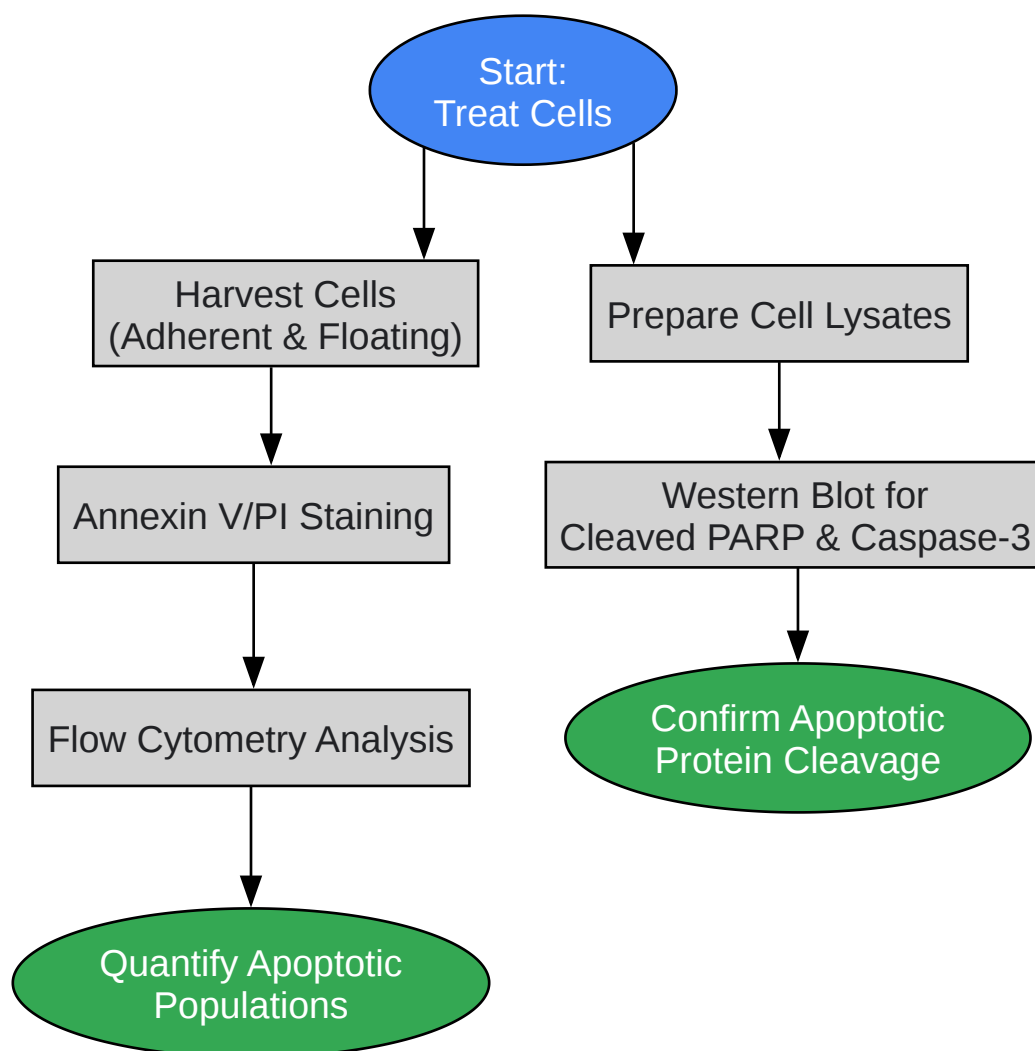 Start:
Treat Cells
Harvest Cells
(Adherent & Floating)
Prepare Cell Lysates
Annexin V/PI Staining
Western Blot for
Cleaved PARP & Caspase-3
Flow Cytometry Analysis
Confirm Apoptotic
Protein Cleavage
Quantify Apoptotic
Populations